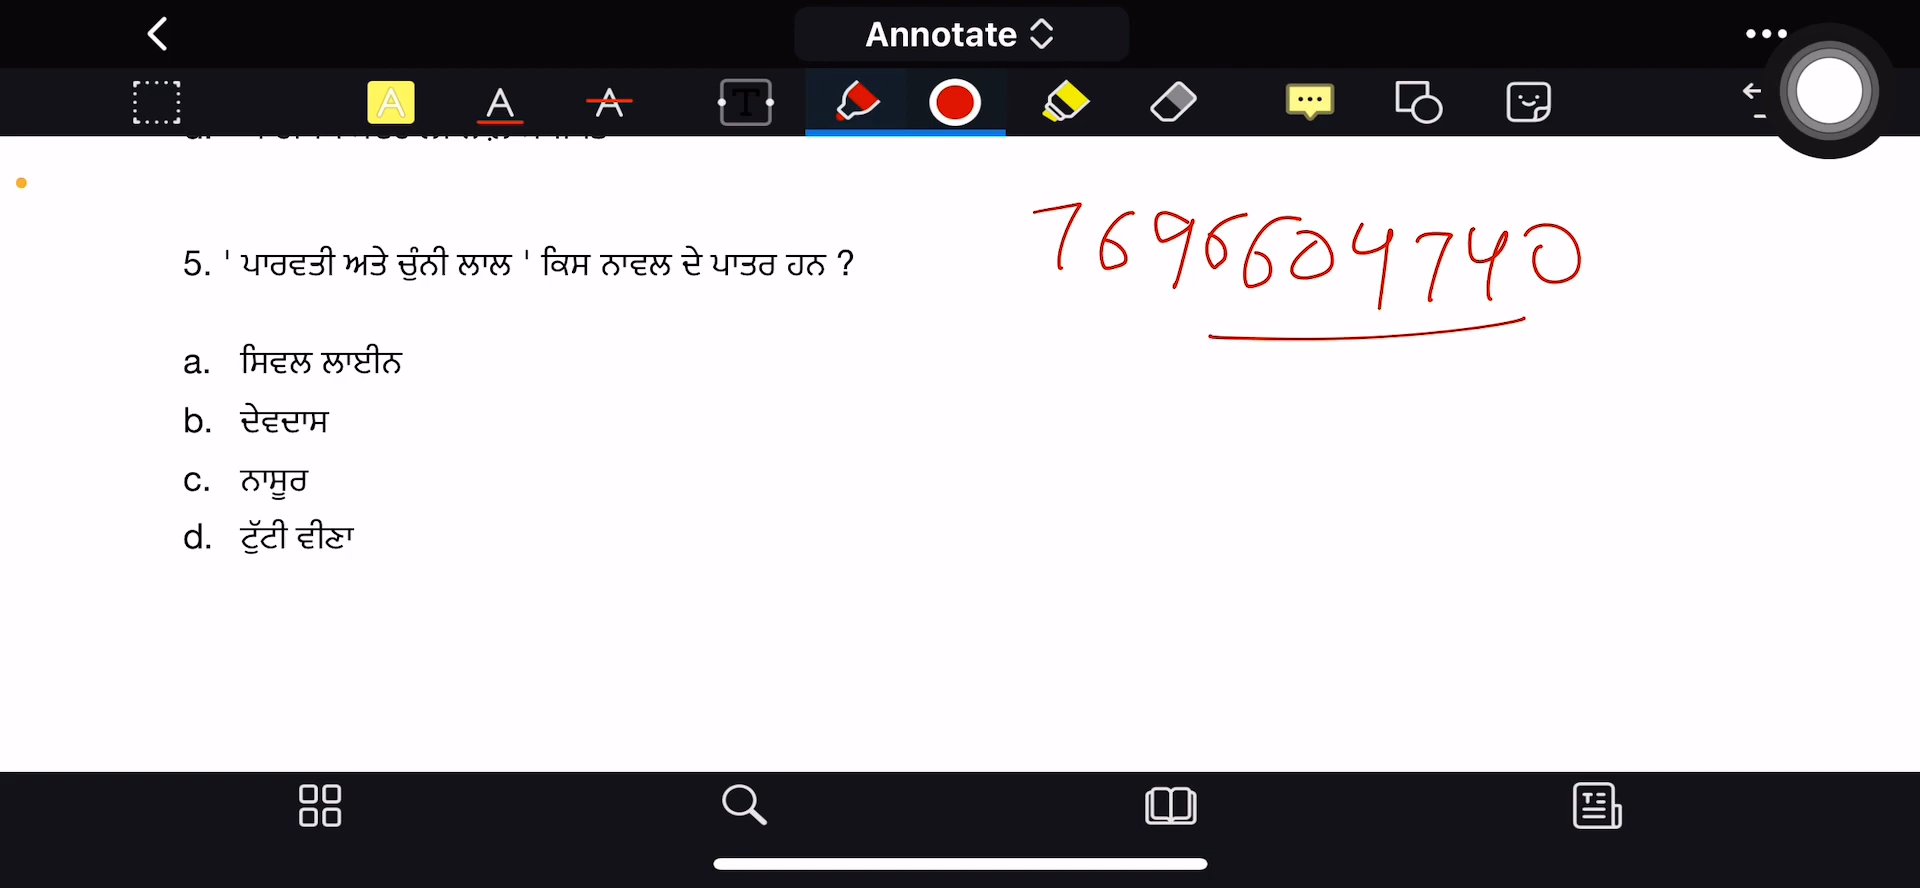 Annotate
5. ' ਪਾਰਵਤੀ ਅਤੇ ਚੁੰਨੀ ਲਾਲ ' ਕਿਸ ਨਾਵਲ ਦੇ ਪਾਤਰ ਹਨ ?
7696604740
a. ਸਿਵਲ ਲਾਈਨ
b. ਦੇਵਦਾਸ
c. ਨਾਸੂਰ
d. ਟੁੱਟੀ ਵੀਣਾ